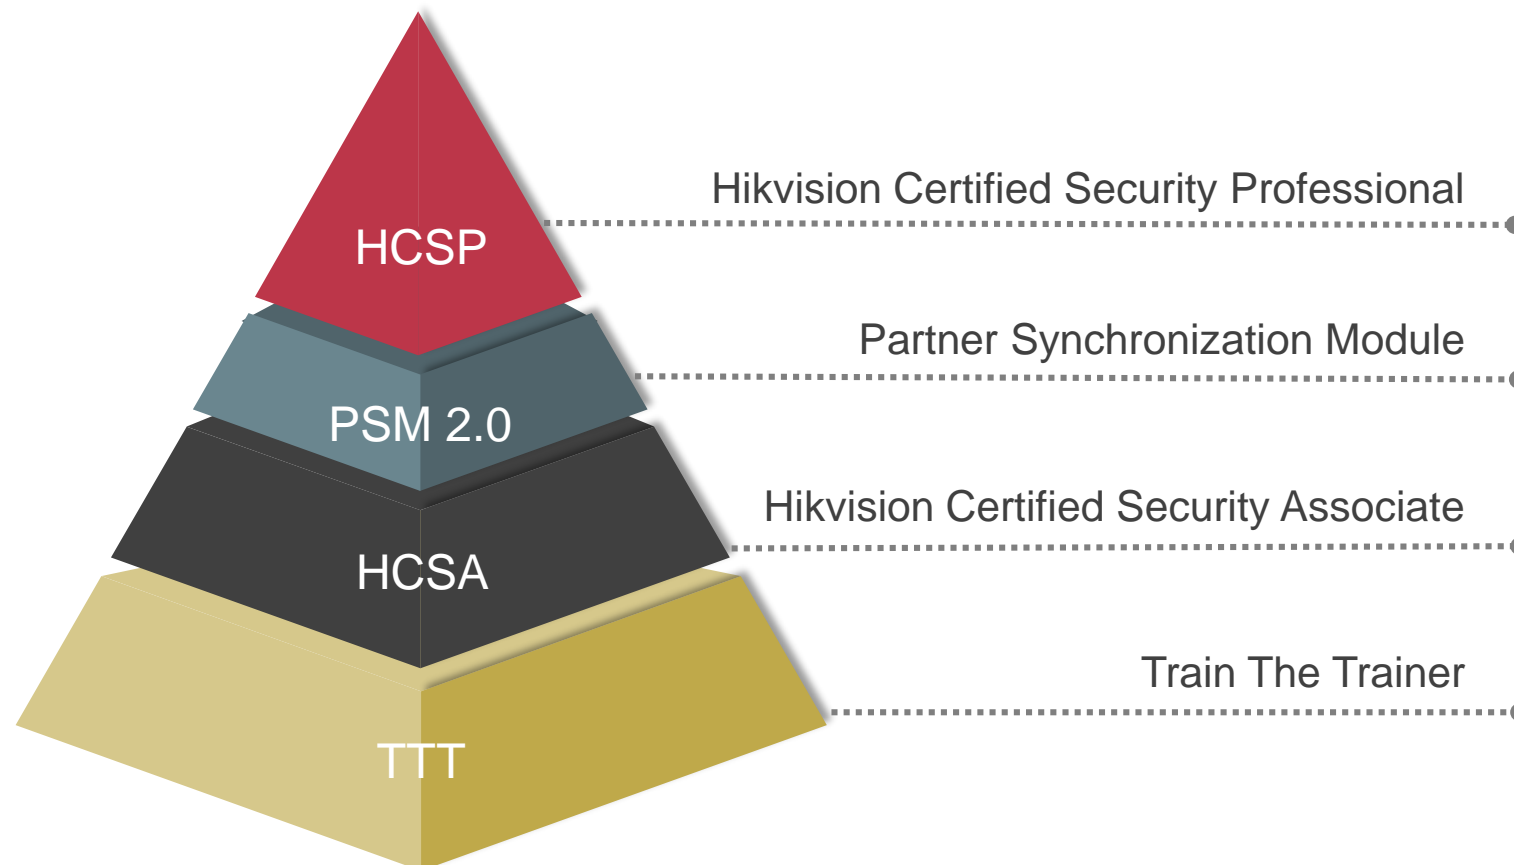 Hikvision Certified Security Professional
HCSP
Partner Synchronization Module
PSM 2.0
Hikvision Certified Security Associate
HCSA
Train The Trainer
TTT